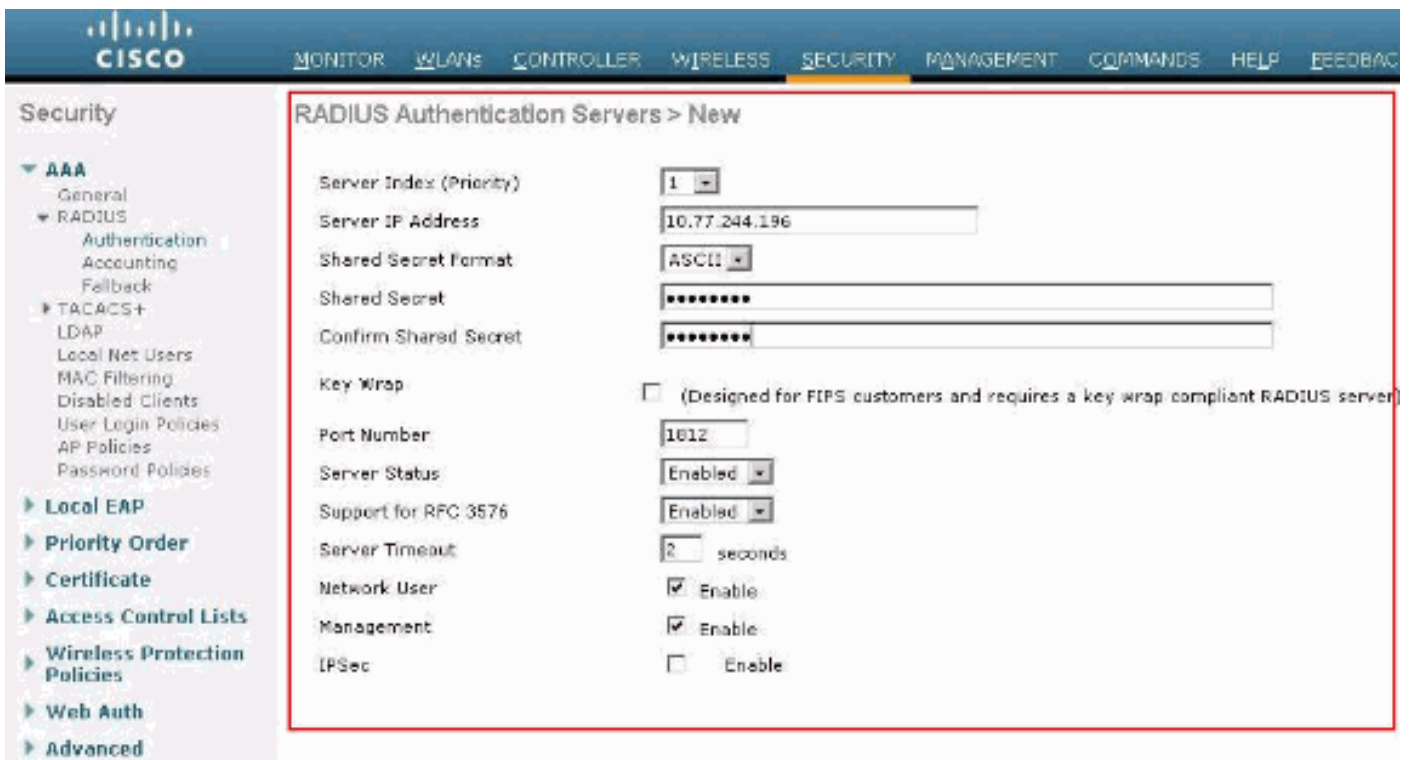 CISCO
MONITOR WLANs CONTROLLER WIRELESS SECURITY MANAGEMENT COMMANDS HELP FEEDBAC
Security
AAA
General
RADIUS
Authentication
Accounting
Fallback
TACACS+
LDAP
Local Net Users
MAC Filtering
Disabled Clients
User Login Policies
AP Policies
Password Policies
Local EAP
Priority Order
Certificate
Access Control Lists
Wireless Protection
Policies
Web Auth
Advanced
RADIUS Authentication Servers > New
Server Index (Priority) 1
Server IP Address 10.77.244.196
Shared Secret Format ASCII
Shared Secret ••••••••
Confirm Shared Secret ••••••••
Key Wrap (Designed for FIPS customers and requires a key wrap compliant RADIUS server)
Port Number 1812
Server Status Enabled
Support for RFC 3576 Enabled
Server Timeout 2 seconds
Network User Enable
Management Enable
IPSec Enable